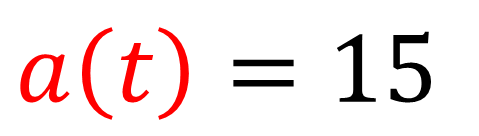 a(t) = 15